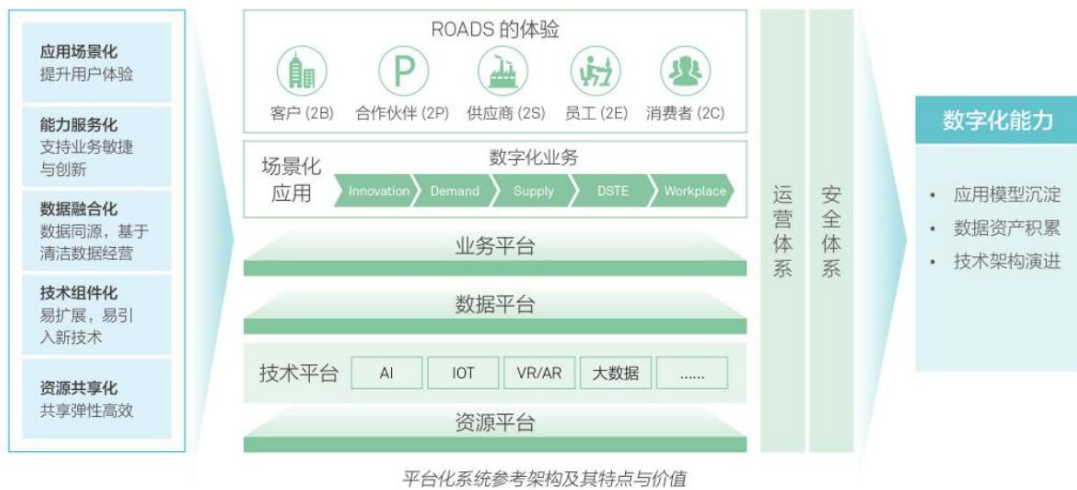 应用场景化
提升用户体验
能力服务化
支持业务敏捷
与创新
数据融合化
数据同源，基于
清洁数据经营
技术组件化
易扩展，易引
入新技术
资源共享化
共享弹性高效
ROADS 的体验
P
客户 (2B)
合作伙伴 (2P)
供应商 (2S)
员工 (2E)
消费者 (2C)
场景化
应用
数字化业务
Innovation
Demand
Supply
DSTE
Workplace
业务平台
数据平台
技术平台
AI
IOT
VR/AR
大数据
......
资源平台
运营体系
安全体系
数字化能力
• 应用模型沉淀
• 数据资产积累
• 技术架构演进
平台化系统参考架构及其特点与价值